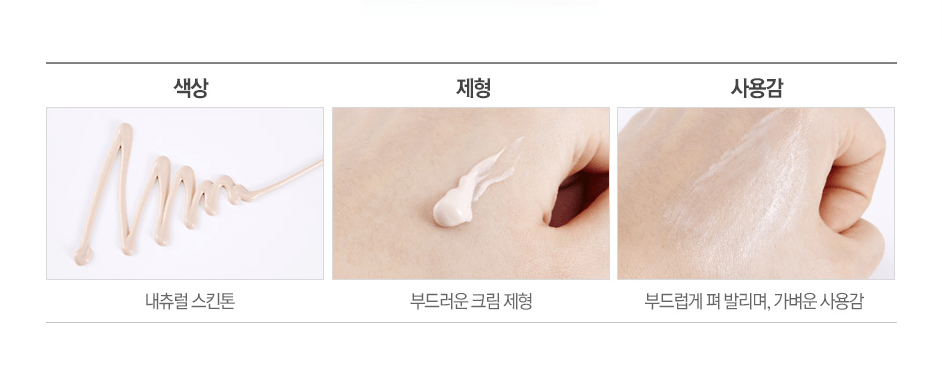 색상
제형
사용감
내츄럴 스킨톤
부드러운 크림 제형
부드럽게 펴 발리며, 가벼운 사용감